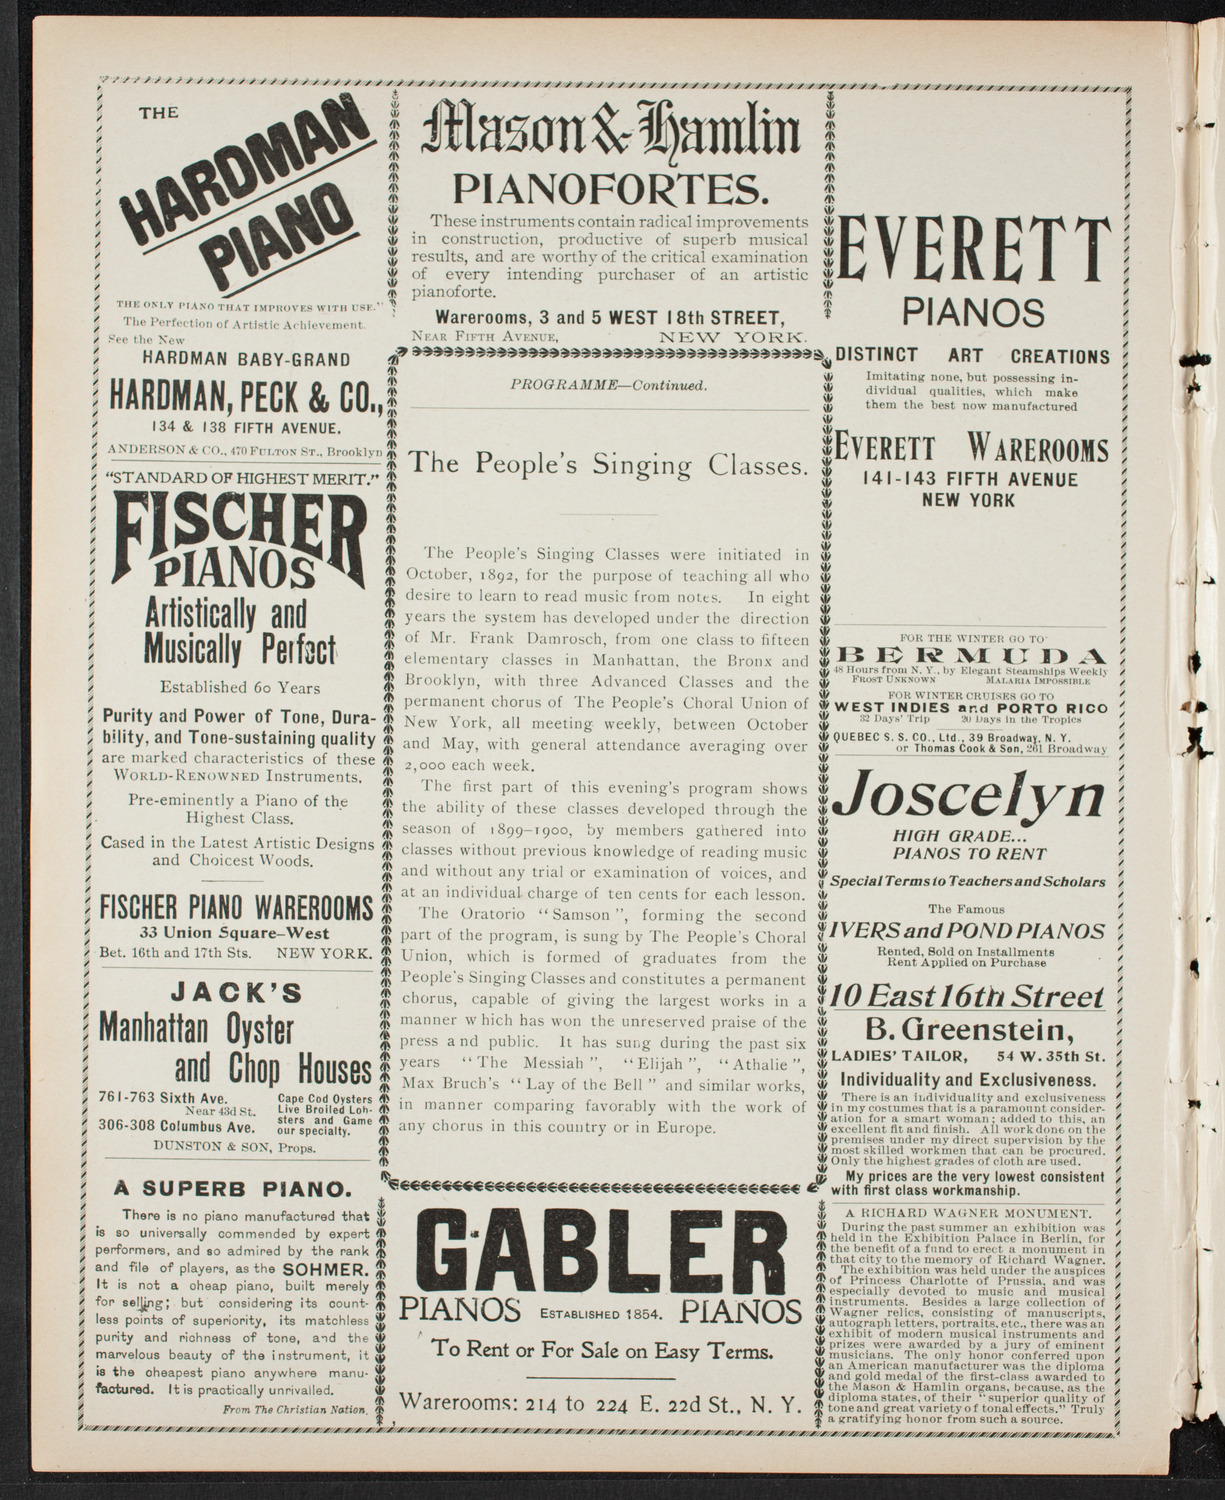 THE
HARDMAN
PIANO
THE ONLY PIANO THAT IMPROVES WITH USE."
The Perfection of Artistic Achievement.
See the New
HARDMAN BABY-GRAND
HARDMAN, PECK & CO.,
134 & 138 FIFTH AVENUE.
ANDERSON & CO., 470 FULTON ST., Brooklyn
"STANDARD OF HIGHEST MERIT."
FISCHER
PIANOS
Artistically and
Musically Perfect
Established 60 Years
Purity and Power of Tone, Dura-
bility, and Tone-sustaining quality
are marked characteristics of these
WORLD-RENOWNED Instruments.
Pre-eminently a Piano of the
Highest Class.
Cased in the Latest Artistic Designs
and Choicest Woods.
FISCHER PIANO WAREROOMS
33 Union Square—West
Bet. 16th and 17th Sts. NEW YORK.
JACK'S
Manhattan Oyster
and Chop Houses
761-763 Sixth Ave.
Near 43d St.
306-308 Columbus Ave.
Cape Cod Oysters
Live Broiled Lob-
sters and Game
our specialty.
DUNSTON & SON, Props.
A SUPERB PIANO.
There is no piano manufactured that
is so universally commended by expert
performers, and so admired by the rank
and file of players, as the SOHMER.
It is not a cheap piano, built merely
for selling; but considering its count-
less points of superiority, its matchless
purity and richness of tone, and the
marvelous beauty of the instrument, it
is the cheapest piano anywhere manu-
factured. It is practically unrivalled.
From The Christian Nation.
Mason & Hamlin
PIANOFORTES.
These instruments contain radical improvements
in construction, productive of superb musical
results, and are worthy of the critical examination
of every intending purchaser of an artistic
pianoforte.
Warerooms, 3 and 5 WEST 18th STREET,
NEAR FIFTH AVENUE, NEW YORK.
PROGRAMME—Continued.
The People's Singing Classes.
The People's Singing Classes were initiated in
October, 1892, for the purpose of teaching all who
desire to learn to read music from notes. In eight
years the system has developed under the direction
of Mr. Frank Damrosch, from one class to fifteen
elementary classes in Manhattan, the Bronx and
Brooklyn, with three Advanced Classes and the
permanent chorus of The People's Choral Union of
New York, all meeting weekly, between October
and May, with general attendance averaging over
2,000 each week.
The first part of this evening's program shows
the ability of these classes developed through the
season of 1899-1900, by members gathered into
classes without previous knowledge of reading music
and without any trial or examination of voices, and
at an individual charge of ten cents for each lesson.
The Oratorio "Samson", forming the second
part of the program, is sung by The People's Choral
Union, which is formed of graduates from the
People's Singing Classes and constitutes a permanent
chorus, capable of giving the largest works in a
manner which has won the unreserved praise of the
press and public. It has sung during the past six
years "The Messiah", "Elijah", "Athalie",
Max Bruch's "Lay of the Bell" and similar works,
in manner comparing favorably with the work of
any chorus in this country or in Europe.
GABLER
PIANOS ESTABLISHED 1854. PIANOS
To Rent or For Sale on Easy Terms.
Warerooms: 214 to 224 E. 22d St., N. Y.
EVERETT
PIANOS
DISTINCT ART CREATIONS
Imitating none, but possessing in-
dividual qualities, which make
them the best now manufactured
EVERETT WAREROOMS
141-143 FIFTH AVENUE
NEW YORK
FOR THE WINTER GO TO
BERMUDA
48 Hours from N. Y., by Elegant Steamships Weekly
FROST UNKNOWN MALARIA IMPOSSIBLE
FOR WINTER CRUISES GO TO
WEST INDIES and PORTO RICO
32 Days' Trip 20 Days in the Tropics
QUEBEC S. S. CO., Ltd., 39 Broadway, N. Y.
or Thomas Cook & Son, 261 Broadway
Joscelyn
HIGH GRADE...
PIANOS TO RENT
Special Terms to Teachers and Scholars
The Famous
IVERS and POND PIANOS
Rented, Sold on Installments
Rent Applied on Purchase
10 East 16th Street
B. Greenstein,
LADIES' TAILOR, 54 W. 35th St.
Individuality and Exclusiveness.
There is an individuality and exclusiveness
in my costumes that is a paramount consider-
ation for a smart woman; added to this, an
excellent fit and finish. All work done on the
premises under my direct supervision by the
most skilled workmen that can be procured.
Only the highest grades of cloth are used.
My prices are the very lowest consistent
with first class workmanship.
A RICHARD WAGNER MONUMENT.
During the past summer an exhibition was
held in the Exhibition Palace in Berlin, for
the benefit of a fund to erect a monument in
that city to the memory of Richard Wagner.
The exhibition was held under the auspices
of Princess Charlotte of Prussia, and was
especially devoted to music and musical
instruments. Besides a large collection of
Wagner relics, consisting of manuscripts,
autograph letters, portraits, etc., there was an
exhibit of modern musical instruments and
prizes were awarded by a jury of eminent
musicians. The only honor conferred upon
an American manufacturer was the diploma
and gold medal of the first-class awarded to
the Mason & Hamlin organs, because, as the
diploma states, of their "superior quality of
tone and great variety of tonal effects." Truly
a gratifying honor from such a source.